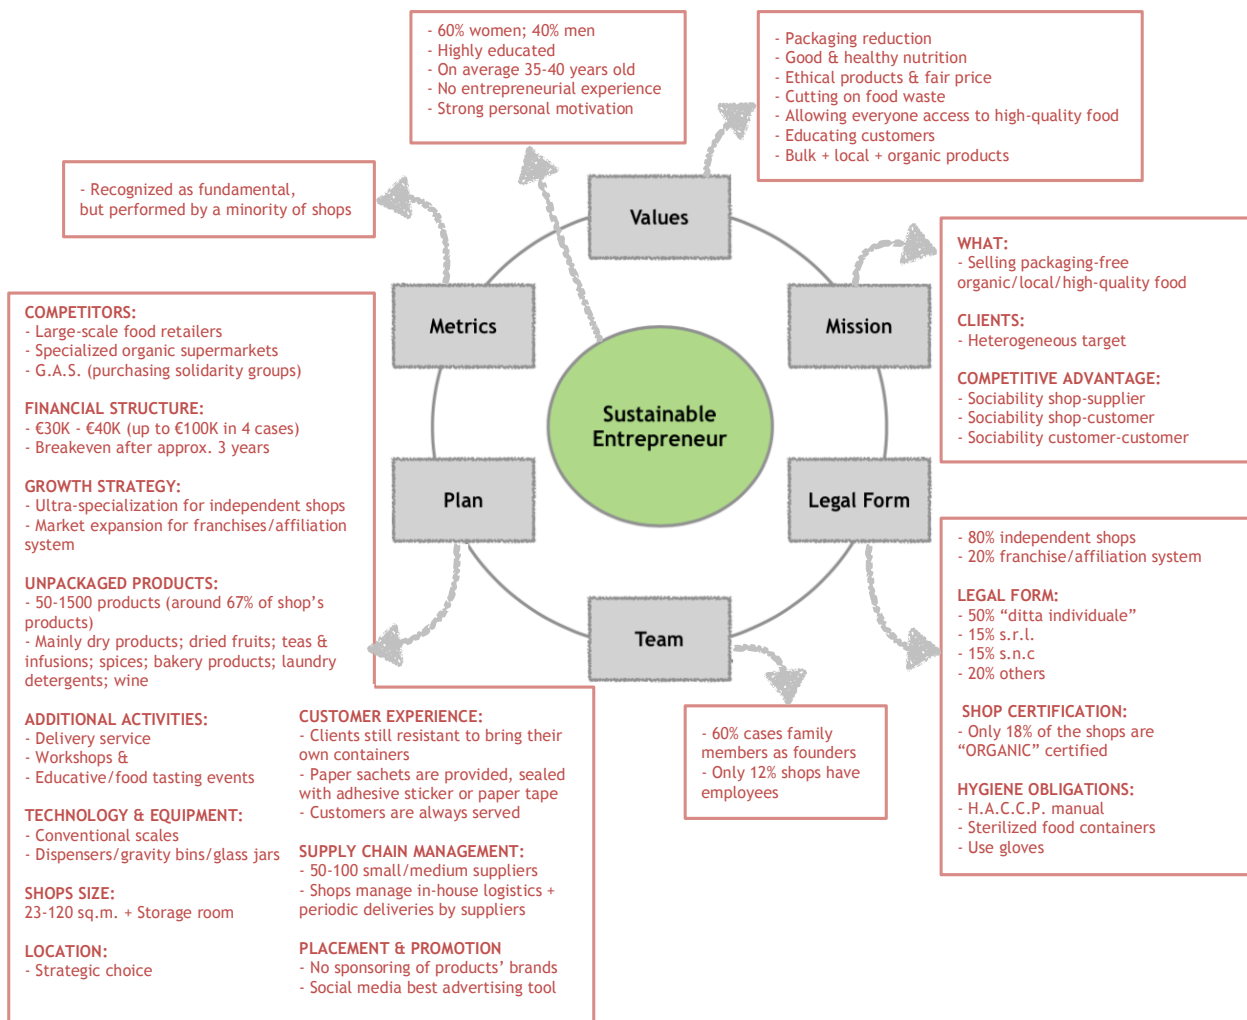 - 60% women; 40% men
- Highly educated
- On average 35-40 years old
- No entrepreneurial experience
- Strong personal motivation
- Packaging reduction
- Good & healthy nutrition
- Ethical products & fair price
- Cutting on food waste
- Allowing everyone access to high-quality food
- Educating customers
- Bulk + local + organic products
- Recognized as fundamental,
but performed by a minority of shops
Values
Metrics
Mission
Sustainable
Entrepreneur
Plan
Legal Form
Team
WHAT:
- Selling packaging-free
organic/local/high-quality food
CLIENTS:
- Heterogeneous target
COMPETITIVE ADVANTAGE:
- Sociability shop-supplier
- Sociability shop-customer
- Sociability customer-customer
COMPETITORS:
- Large-scale food retailers
- Specialized organic supermarkets
- G.A.S. (purchasing solidarity groups)
FINANCIAL STRUCTURE:
- €30K - €40K (up to €100K in 4 cases)
- Breakeven after approx. 3 years
GROWTH STRATEGY:
- Ultra-specialization for independent shops
- Market expansion for franchises/affiliation
system
UNPACKAGED PRODUCTS:
- 50-1500 products (around 67% of shop’s
products)
- Mainly dry products; dried fruits; teas &
infusions; spices; bakery products; laundry
detergents; wine
ADDITIONAL ACTIVITIES:
- Delivery service
- Workshops &
- Educative/food tasting events
TECHNOLOGY & EQUIPMENT:
- Conventional scales
- Dispensers/gravity bins/glass jars
SHOPS SIZE:
23-120 sq.m. + Storage room
LOCATION:
- Strategic choice
CUSTOMER EXPERIENCE:
- Clients still resistant to bring their
own containers
- Paper sachets are provided, sealed
with adhesive sticker or paper tape
- Customers are always served
SUPPLY CHAIN MANAGEMENT:
- 50-100 small/medium suppliers
- Shops manage in-house logistics +
periodic deliveries by suppliers
PLACEMENT & PROMOTION
- No sponsoring of products’ brands
- Social media best advertising tool
- 60% cases family
members as founders
- Only 12% shops have
employees
- 80% independent shops
- 20% franchise/affiliation system
LEGAL FORM:
- 50% “ditta individuale”
- 15% s.r.l.
- 15% s.n.c
- 20% others
SHOP CERTIFICATION:
- Only 18% of the shops are
“ORGANIC” certified
HYGIENE OBLIGATIONS:
- H.A.C.C.P. manual
- Sterilized food containers
- Use gloves